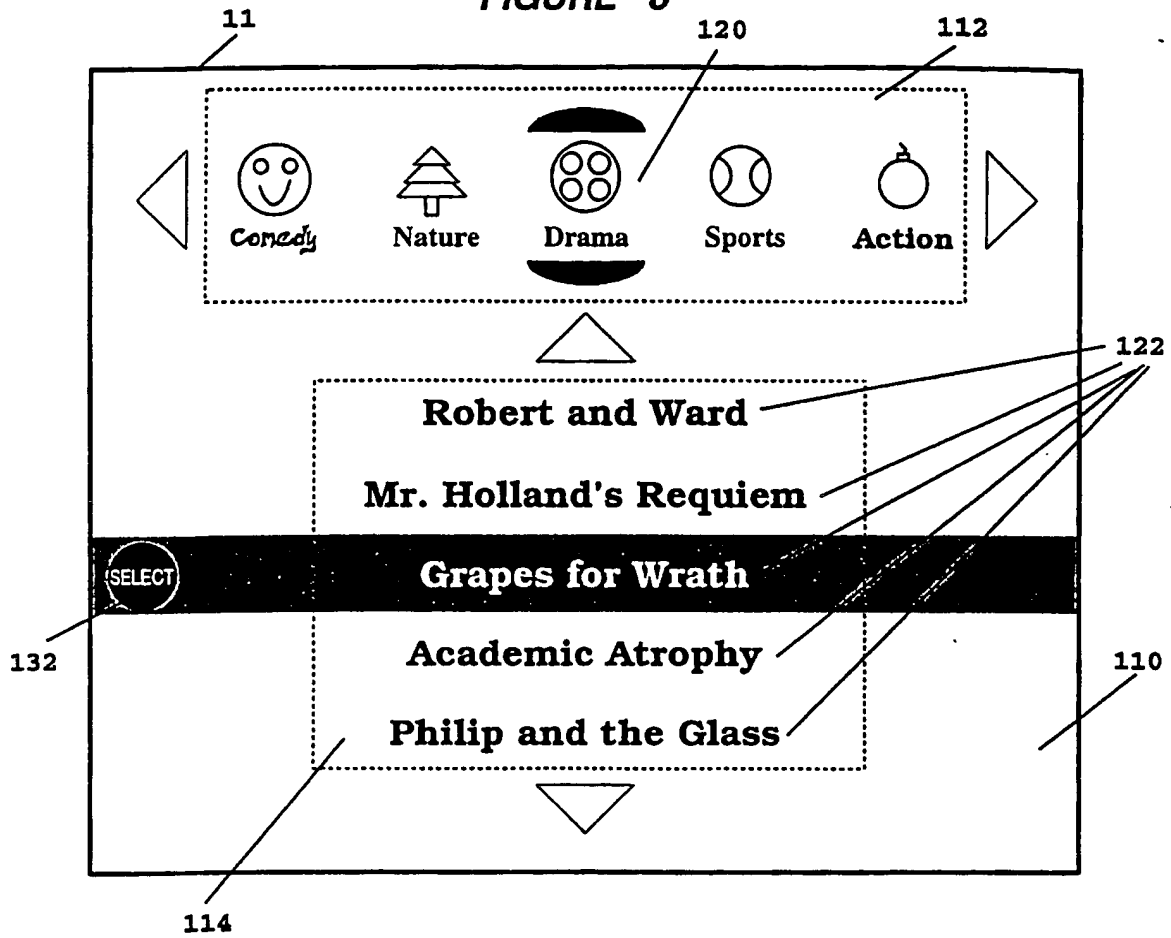 11
120
112
Comedy
Nature
Drama
Sports
Action
122
Robert and Ward
Mr. Holland's Requiem
SELECT
Grapes for Wrath
132
Academic Atrophy
110
Philip and the Glass
114